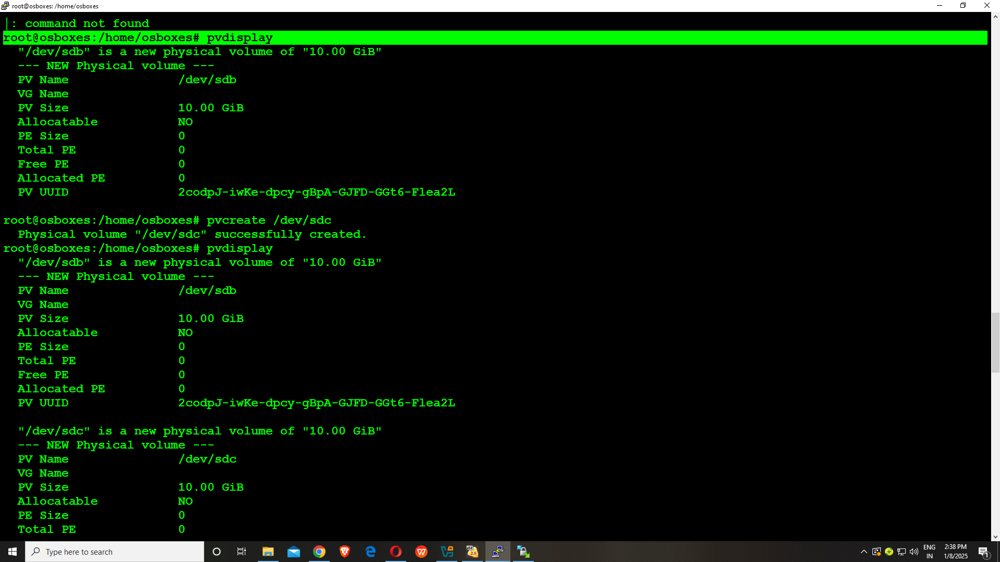 root@osboxes: /home/osboxes
|: command not found
root@osboxes:/home/osboxes# pvdisplay
  "/dev/sdb" is a new physical volume of "10.00 GiB"
  --- NEW Physical volume ---
  PV Name               /dev/sdb
  VG Name
  PV Size               10.00 GiB
  Allocatable           NO
  PE Size               0
  Total PE              0
  Free PE               0
  Allocated PE          0
  PV UUID               2codpJ-iwKe-dpcy-gBpA-GJFD-GGt6-Flea2L

root@osboxes:/home/osboxes# pvcreate /dev/sdc
  Physical volume "/dev/sdc" successfully created.
root@osboxes:/home/osboxes# pvdisplay
  "/dev/sdb" is a new physical volume of "10.00 GiB"
  --- NEW Physical volume ---
  PV Name               /dev/sdb
  VG Name
  PV Size               10.00 GiB
  Allocatable           NO
  PE Size               0
  Total PE              0
  Free PE               0
  Allocated PE          0
  PV UUID               2codpJ-iwKe-dpcy-gBpA-GJFD-GGt6-Flea2L

  "/dev/sdc" is a new physical volume of "10.00 GiB"
  --- NEW Physical volume ---
  PV Name               /dev/sdc
  VG Name
  PV Size               10.00 GiB
  Allocatable           NO
  PE Size               0
  Total PE              0
Type here to search
ENG
IN
2:38 PM
1/8/2025
1
x64
2.6